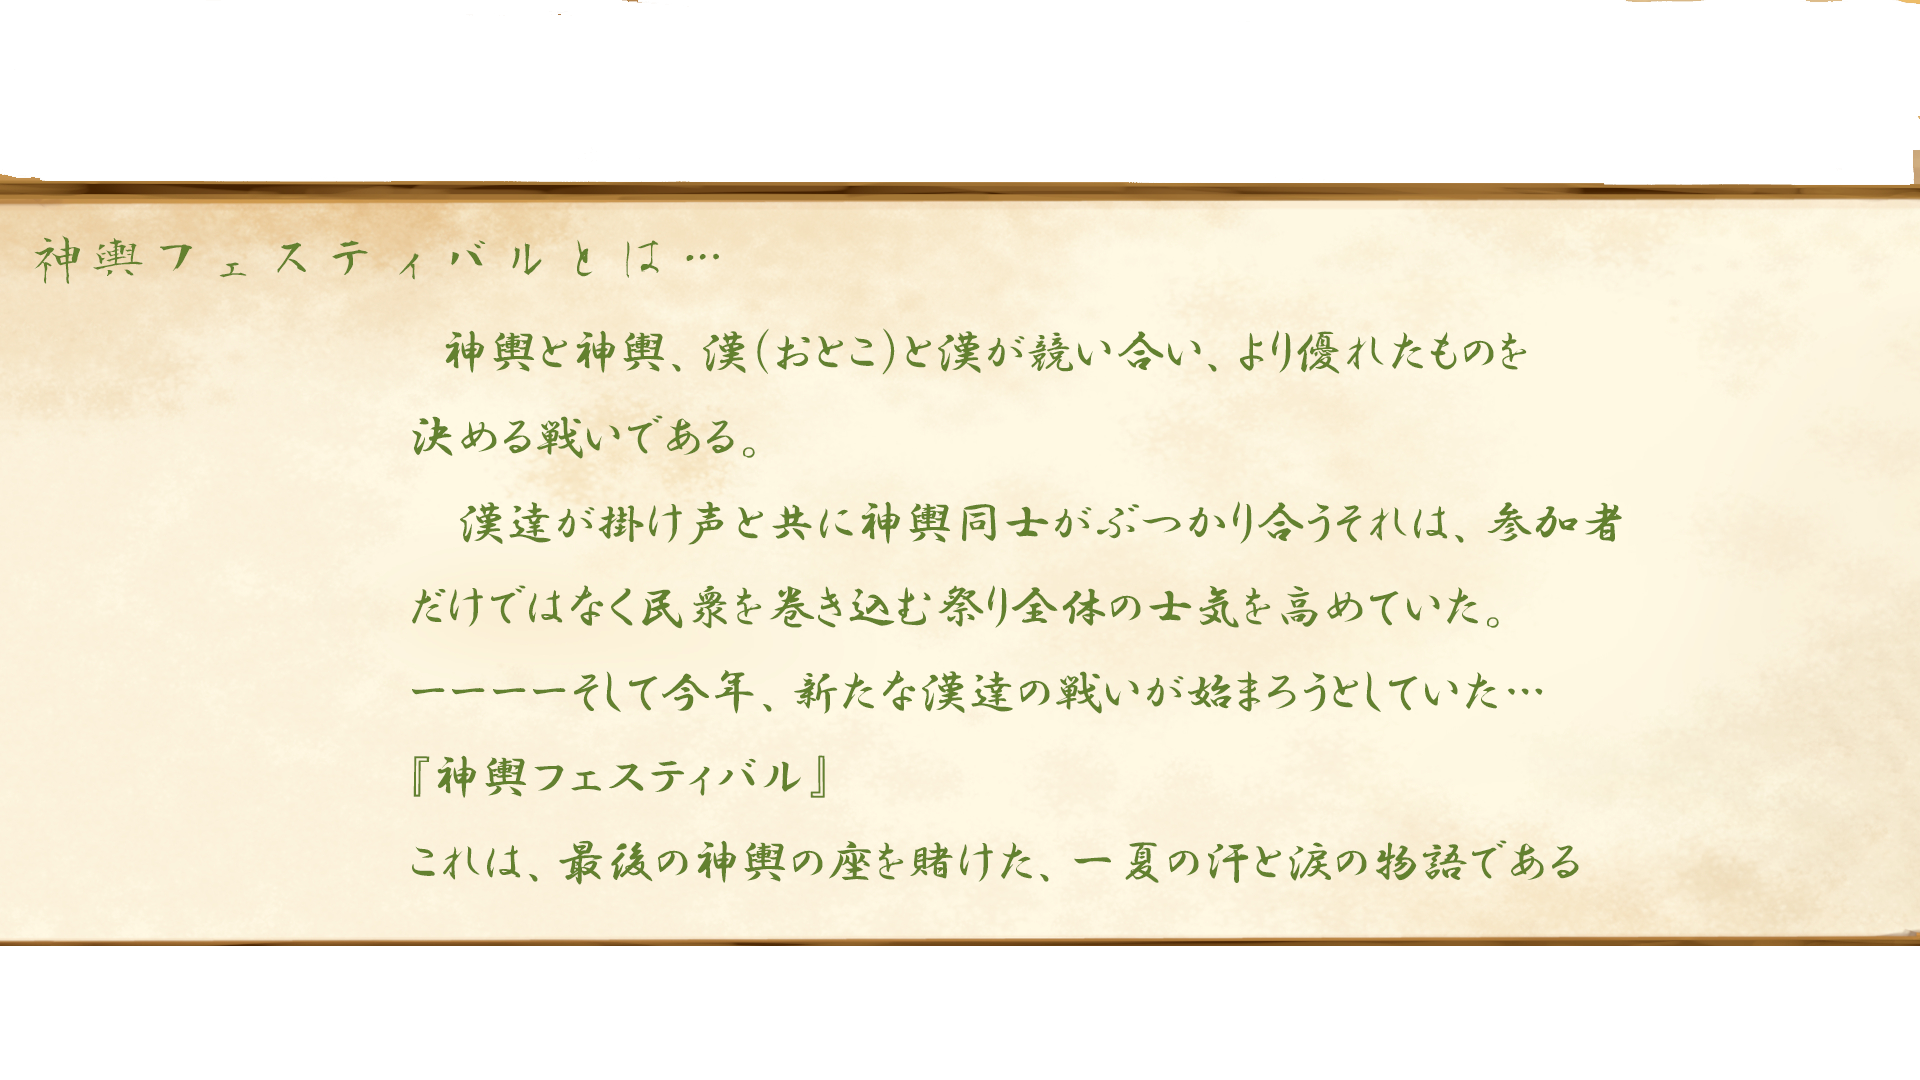 神輿フェスティバルとは…
神輿と神輿、漢(おとこ)と漢が競い合い、より優れたものを
決める戦いである。
漢達が掛け声と共に神輿同士がぶつかり合うそれは、参加者
だけではなく民衆を巻き込む祭り全体の士気を高めていた。
ーーーーそして今年、新たな漢達の戦いが始まろうとしていた…
『神輿フェスティバル』
これは、最後の神輿の座を賭けた、一夏の汗と涙の物語である